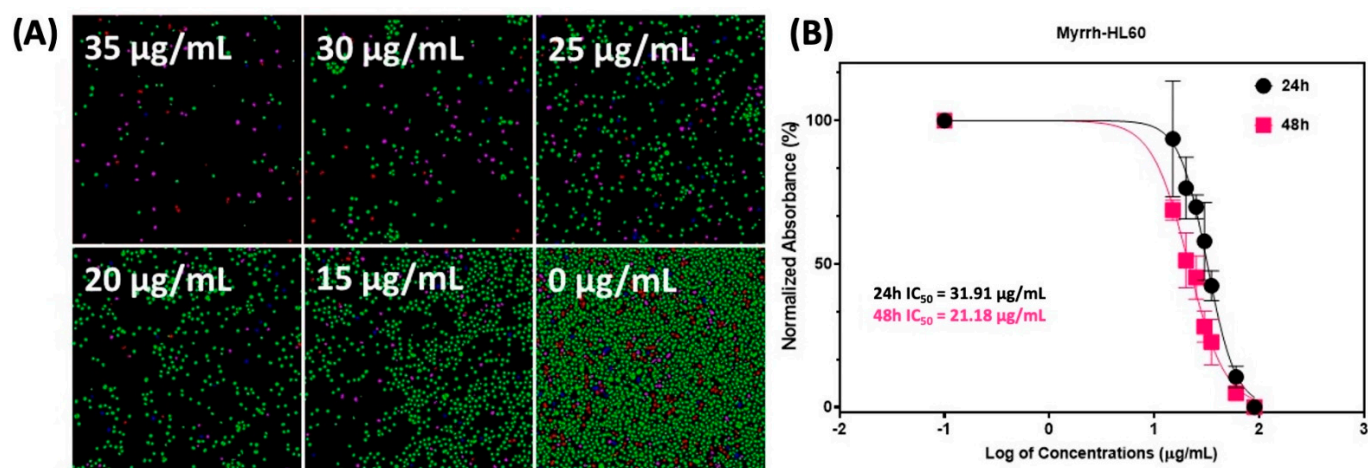 (A)
35 µg/mL
30 µg/mL
25 µg/mL
20 µg/mL
15 µg/mL
0 µg/mL
(B)
Myrrh-HL60
24h
48h
Normalized Absorbance (%)
100
50
0
24h IC₅₀ = 31.91 µg/mL
48h IC₅₀ = 21.18 µg/mL
-2
-1
0
1
2
3
Log of Concentrations (µg/mL)